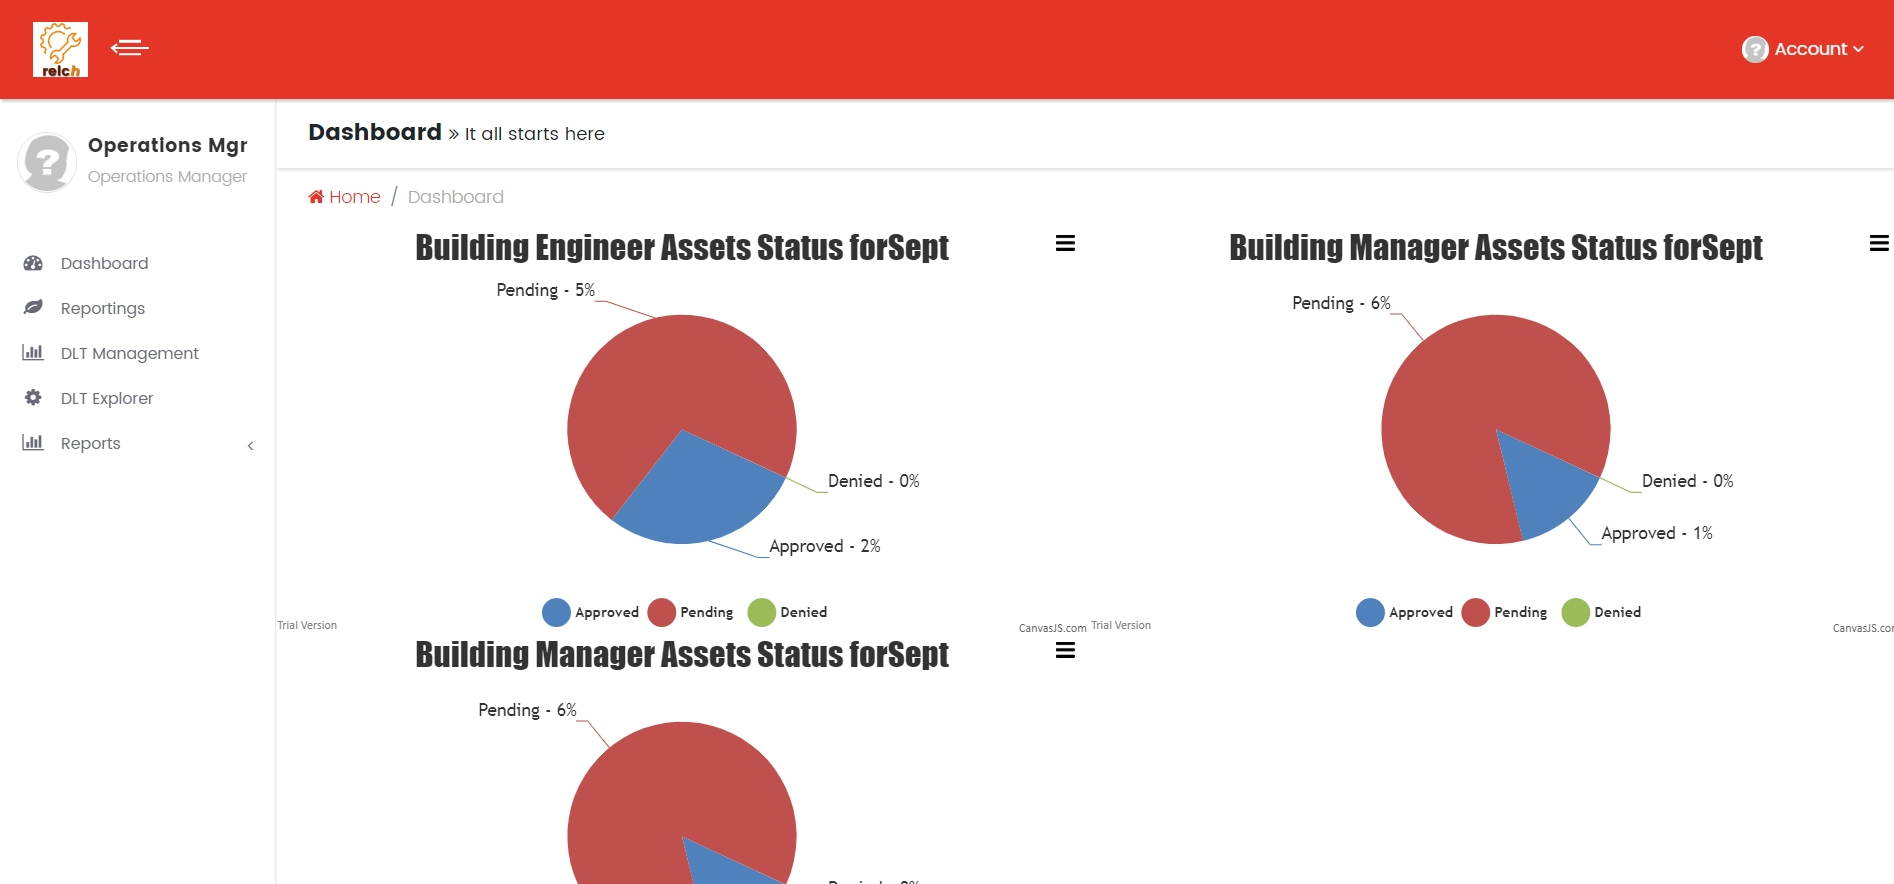 relch
Account
Operations Mgr
Operations Manager
Dashboard
Reportings
DLT Management
DLT Explorer
Reports
Dashboard » It all starts here
Home / Dashboard
Building Engineer Assets Status forSept
Pending - 5%
Denied - 0%
Approved - 2%
Approved Pending Denied
Trial Version
CanvasJS.com
Building Manager Assets Status forSept
Pending - 6%
Denied - 0%
Approved - 1%
Approved Pending Denied
Trial Version
CanvasJS.com
Building Manager Assets Status forSept
Pending - 6%